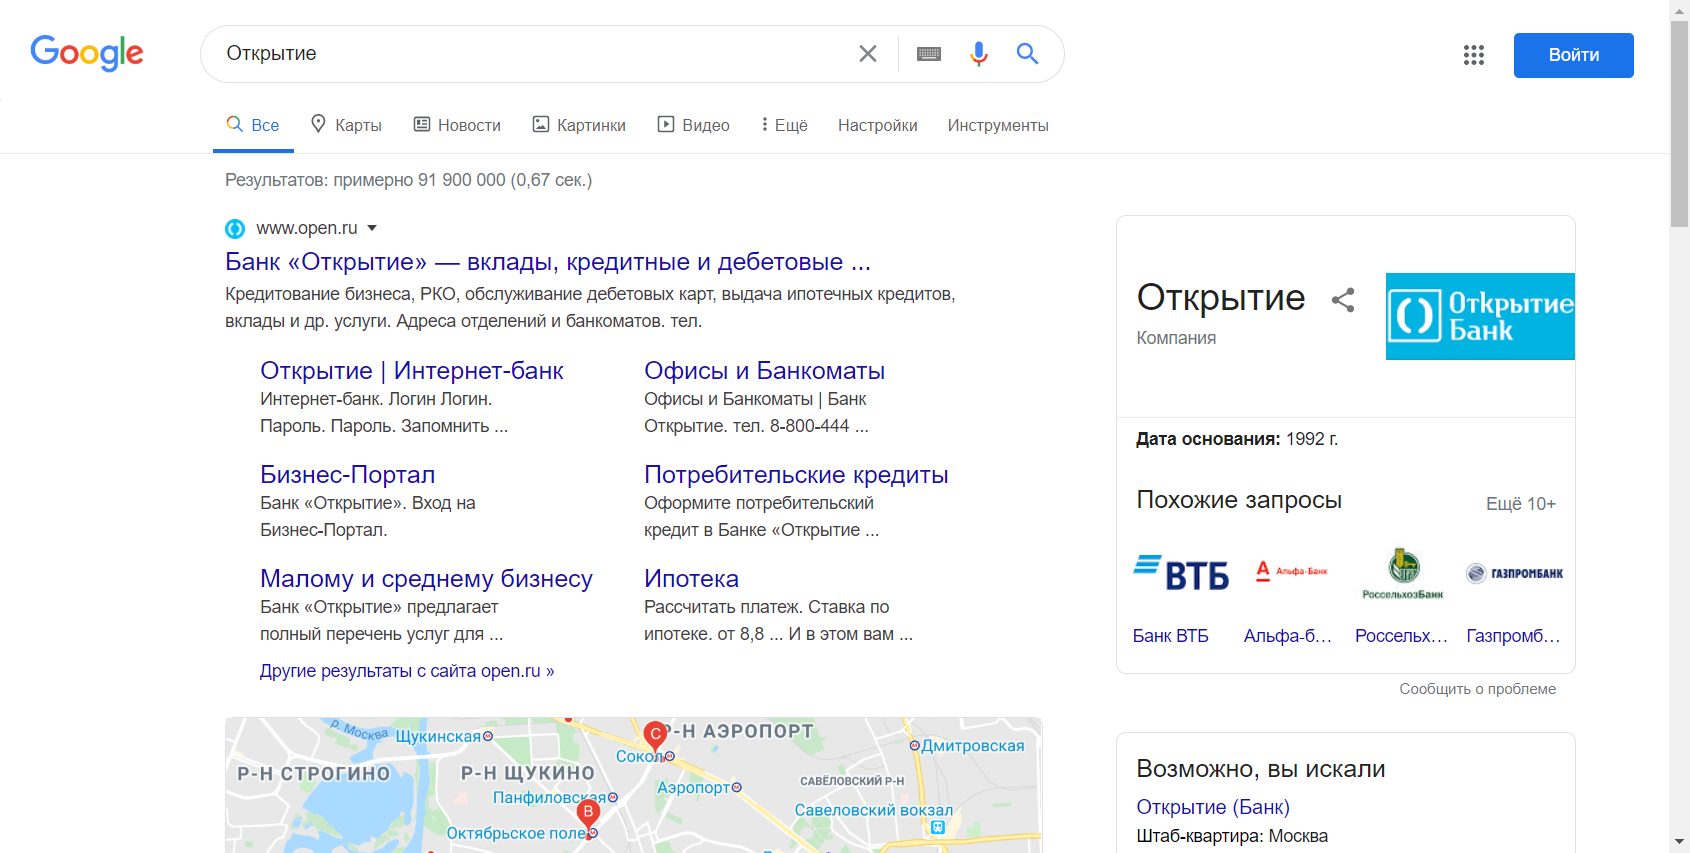 Google
Открытие
Войти
Все
Карты
Новости
Картинки
Видео
Ещё
Настройки
Инструменты
Результатов: примерно 91 900 000 (0,67 сек.)
www.open.ru
Банк «Открытие» — вклады, кредитные и дебетовые ...
Кредитование бизнеса, РКО, обслуживание дебетовых карт, выдача ипотечных кредитов,
вклады и др. услуги. Адреса отделений и банкоматов. тел.
Открытие | Интернет-банк
Интернет-банк. Логин Логин.
Пароль. Пароль. Запомнить ...
Офисы и Банкоматы
Офисы и Банкоматы | Банк
Открытие. тел. 8-800-444 ...
Бизнес-Портал
Банк «Открытие». Вход на
Бизнес-Портал.
Потребительские кредиты
Оформите потребительский
кредит в Банке «Открытие ...
Малому и среднему бизнесу
Банк «Открытие» предлагает
полный перечень услуг для ...
Ипотека
Рассчитать платеж. Ставка по
ипотеке. от 8,8 ... И в этом вам ...
Другие результаты с сайта open.ru »
р. Москва
Щукинская
Р-Н АЭРОПОРТ
C
Сокол
Дмитровская
Р-Н СТРОГИНО
Р-Н ЩУКИНО
САВЁЛОВСКИЙ Р-Н
Аэропорт
Панфиловская
B
Савеловский вокзал
Октябрьское поле
Открытие
Компания
Открытие
Банк
Дата основания: 1992 г.
Похожие запросы
Ещё 10+
ВТБ
Альфа-Банк
РоссельхозБанк
ГАЗПРОМБАНК
Банк ВТБ
Альфа-б...
Россельх...
Газпромб...
Сообщить о проблеме
Возможно, вы искали
Открытие (Банк)
Штаб-квартира: Москва